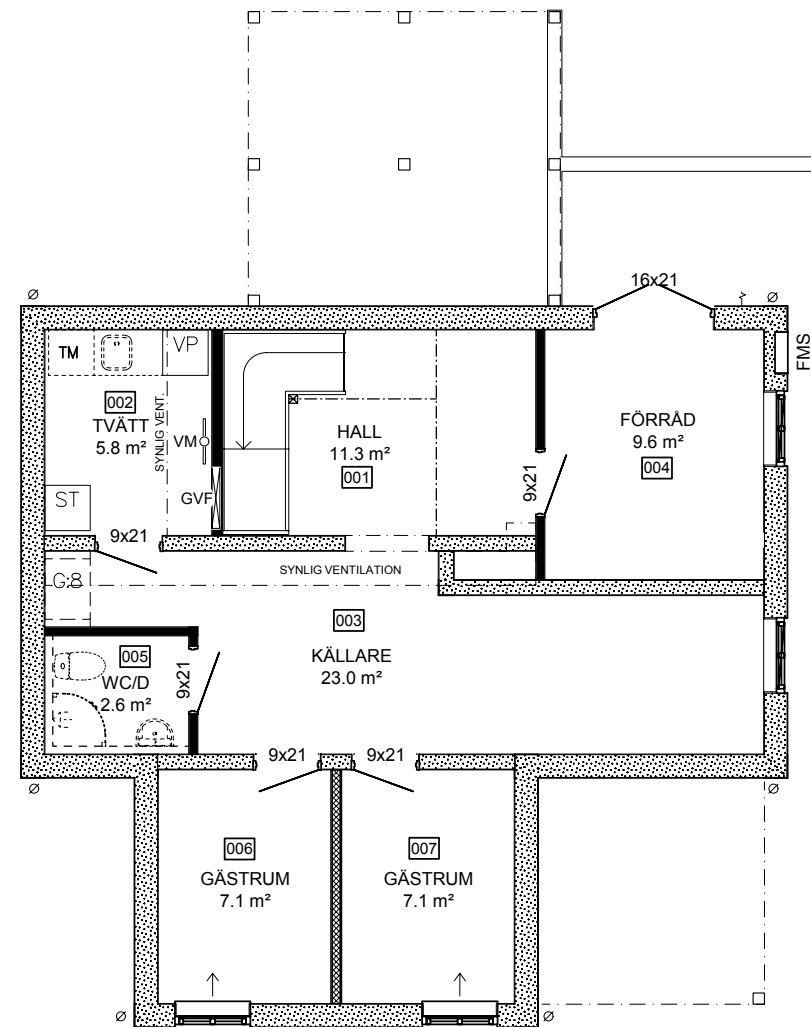 16x21
FMS
TM
VP
002
TVÄTT
5.8 m²
SYNLIG VENT.
VM
GVF
ST
HALL
11.3 m²
001
FÖRRÅD
9.6 m²
004
9x21
9x21
SYNLIG VENTILATION
G:8
003
KÄLLARE
23.0 m²
005
WC/D
2.6 m²
9x21
9x21
9x21
006
GÄSTRUM
7.1 m²
007
GÄSTRUM
7.1 m²